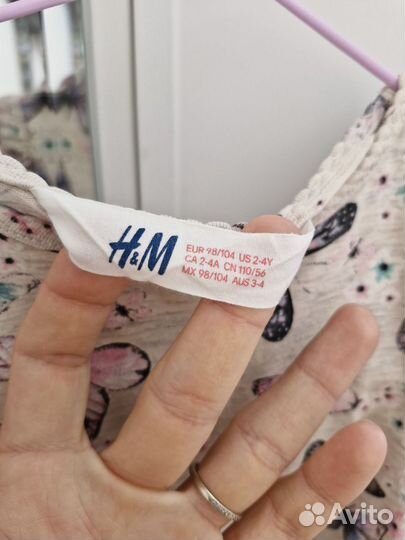 H&M
EUR 98/104 US 2-4Y
CA 2-4A CN 110/56
MX 98/104 AUS 3-4
Avito